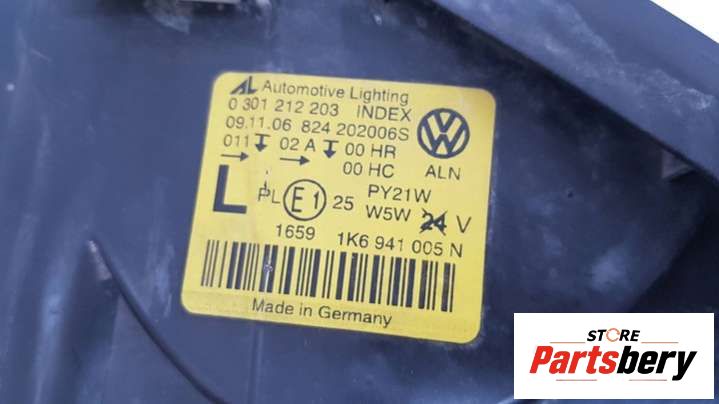 AL Automotive Lighting
0 301 212 203 INDEX
09.11.06 824 202006S
011 02 A 00 HR
00 HC
VW
ALN
L PL E1 25 PY21W
W5W 24 V
1659 1K6 941 005 N
Made in Germany
STORE
Partsbery